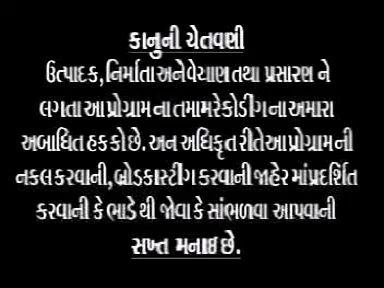 કાનુની ચેતવણી
ઉત્પાદક, નિર્માતા અને વેચાણ તથા પ્રસારણ ને
લગતા આ પ્રોગ્રામ ના તમામ રેકોર્ડીંગ ના અમારા
અબાધિત હક કો છે. અન અધિકૃત રીતે આ પ્રોગ્રામ ની
નકલ કરવાની, બ્રોડકાસ્ટીંગ કરવાની જાહેર માં પ્રદર્શિત
કરવાની કે ભાડે થી જોવા કે સાંભળવા આપવાની
સખ્ત મનાઇ છે.